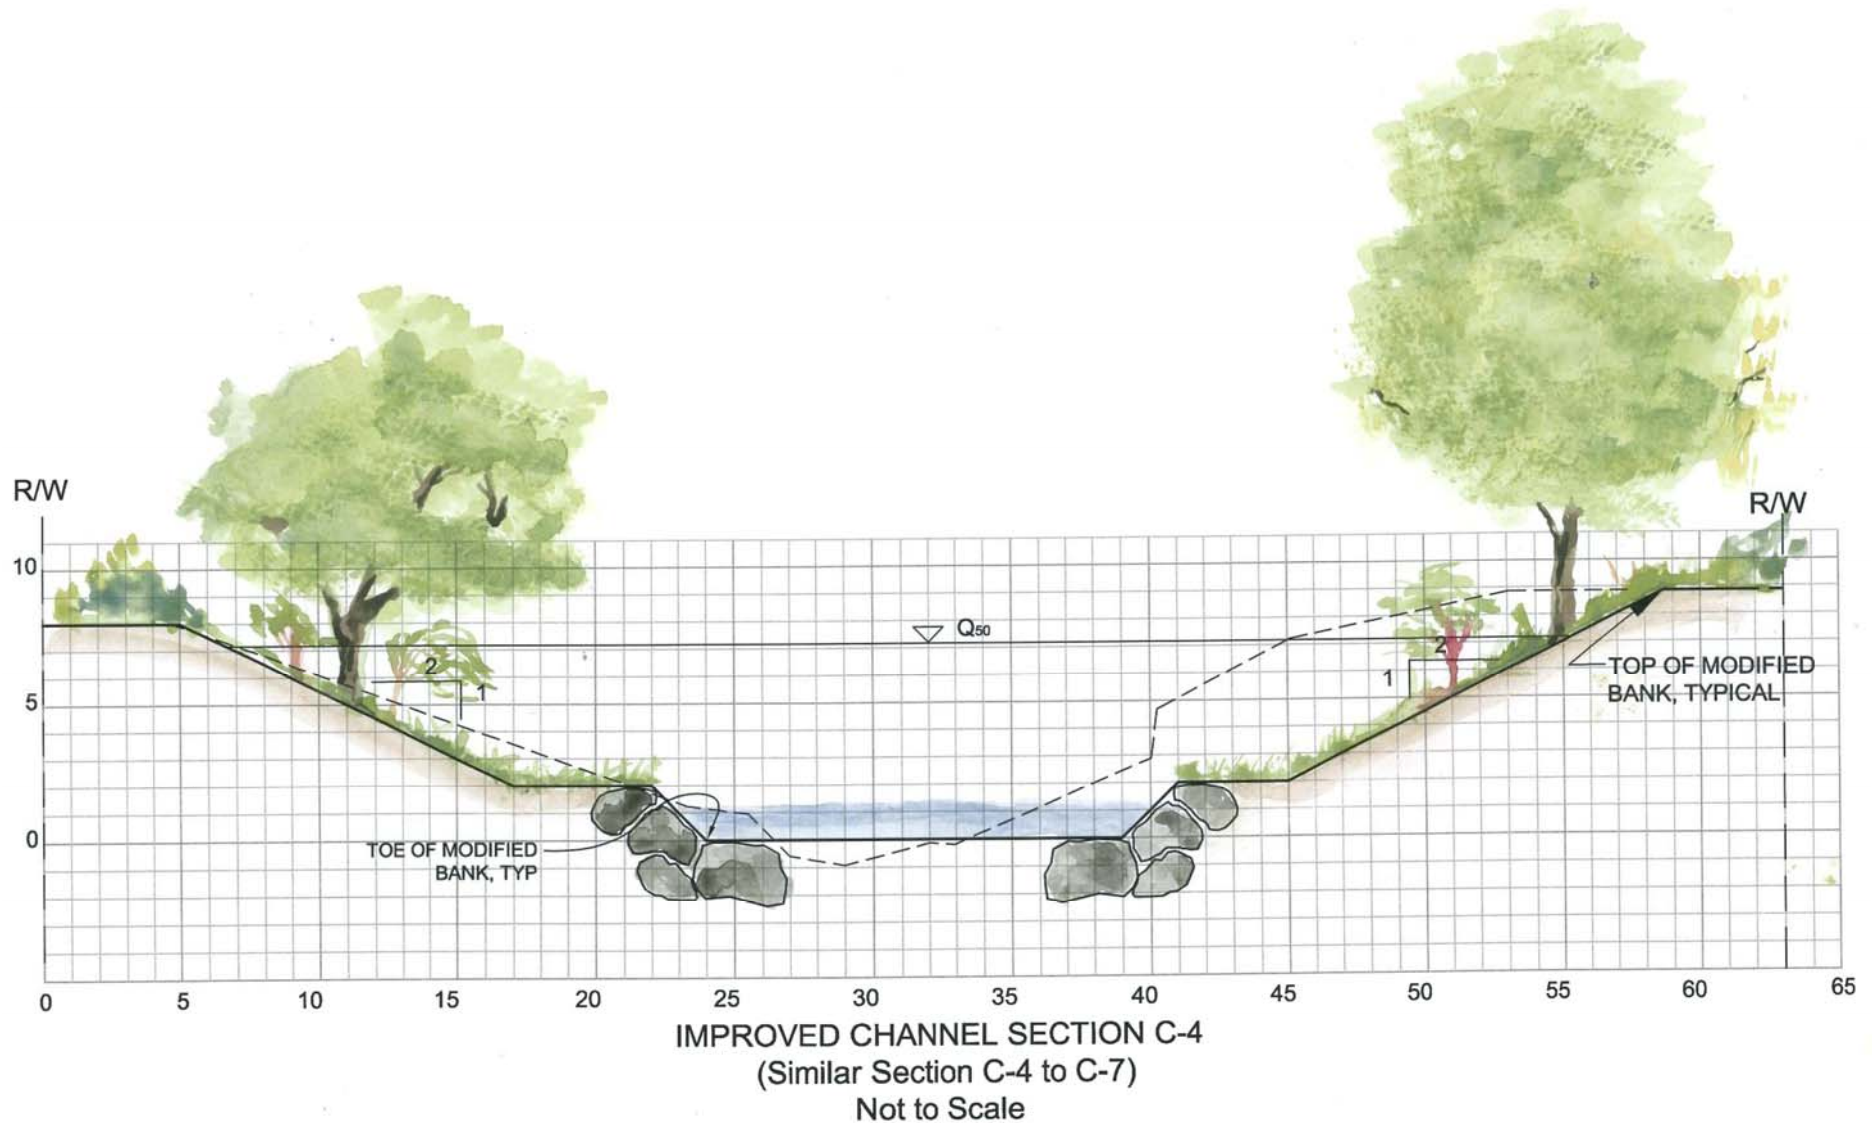 R/W
R/W
10
Q50
2
1
2
1
TOP OF MODIFIED
BANK, TYPICAL
5
0
TOE OF MODIFIED
BANK, TYP
0 5 10 15 20 25 30 35 40 45 50 55 60 65
IMPROVED CHANNEL SECTION C-4
(Similar Section C-4 to C-7)
Not to Scale